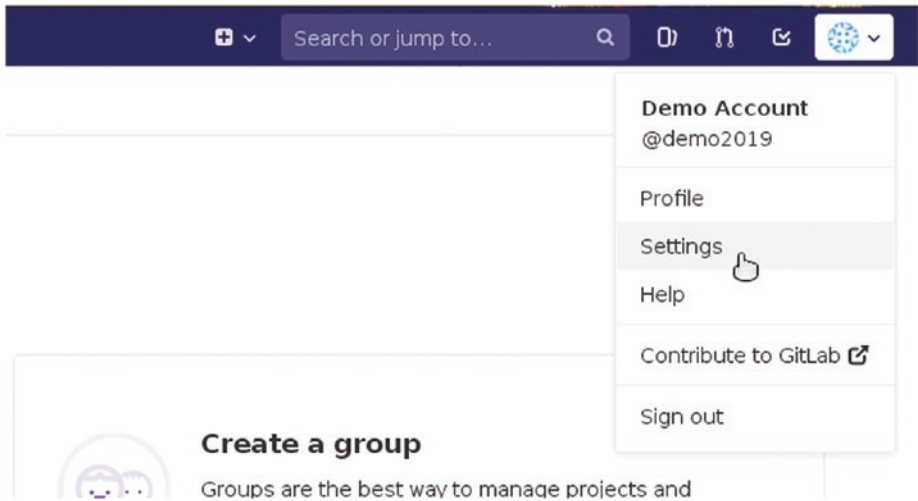 Search or jump to...
Demo Account
@demo2019
Profile
Settings
Help
Contribute to GitLab
Sign out
Create a group
Groups are the best way to manage projects and